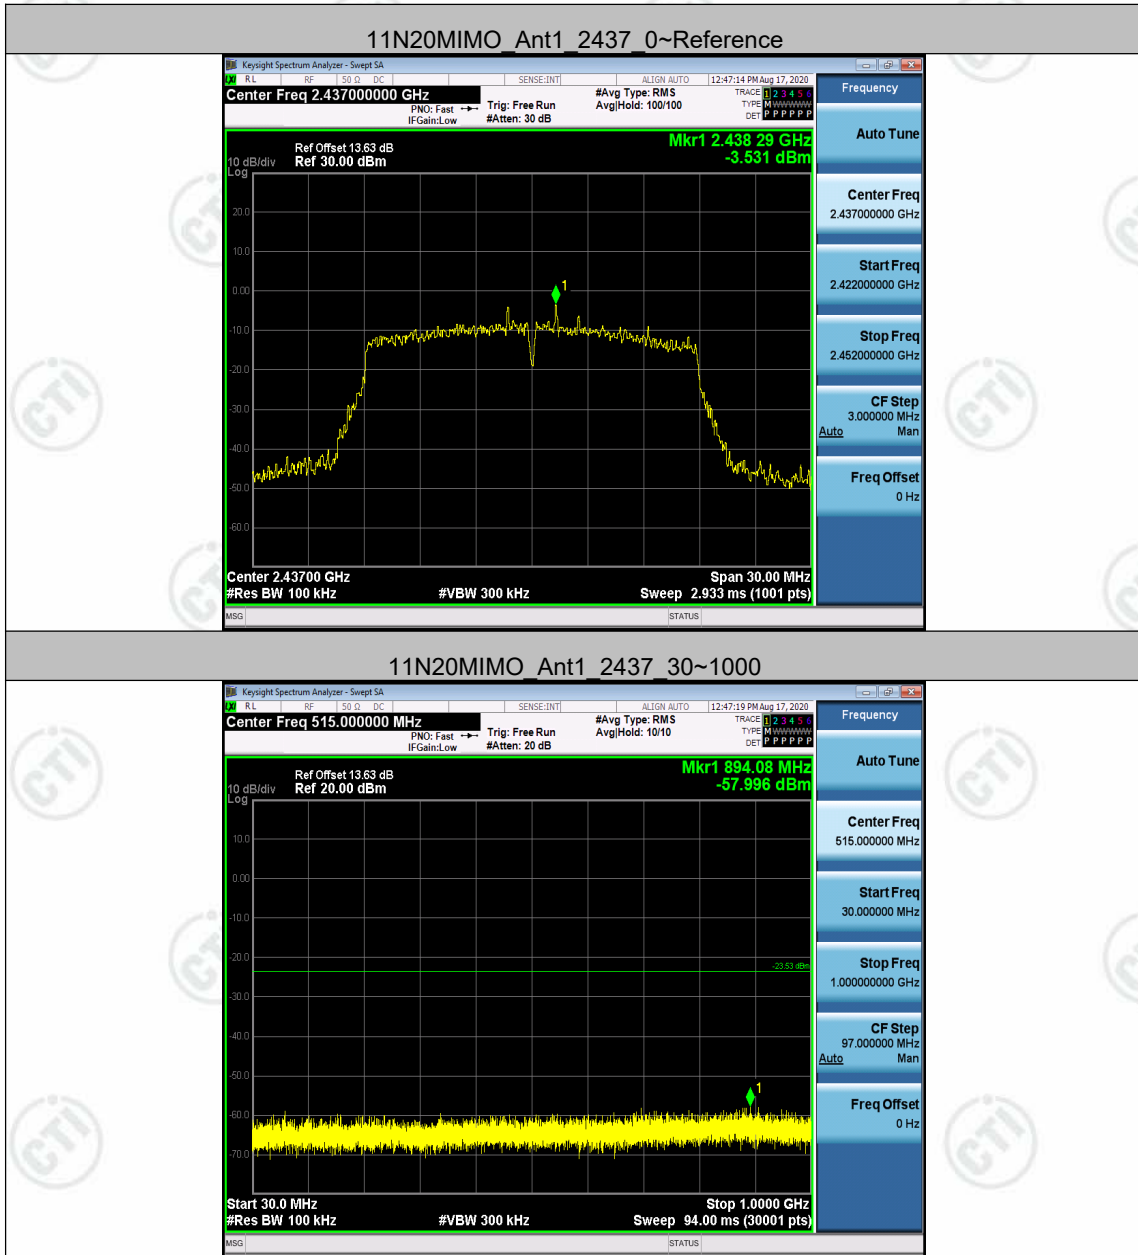 11N20MIMO_Ant1_2437_0~Reference
Keysight Spectrum Analyzer - Swept SA
RL RF 50 Ω DC SENSE:INT ALIGN AUTO 12:47:14 PM Aug 17, 2020
Center Freq 2.437000000 GHz
PNO: Fast
IFGain:Low
Trig: Free Run
#Atten: 30 dB
#Avg Type: RMS
Avg|Hold: 100/100
TRACE 1 2 3 4 5 6
TYPE M W W W W W
DET P P P P P P
Mkr1 2.438 29 GHz
-3.531 dBm
Ref Offset 13.63 dB
10 dB/div Ref 30.00 dBm
Log
1
20.0
10.0
0.00
-10.0
-20.0
-30.0
-40.0
-50.0
-60.0
Center 2.43700 GHz Span 30.00 MHz
#Res BW 100 kHz #VBW 300 kHz Sweep 2.933 ms (1001 pts)
MSG STATUS
Frequency
Auto Tune
Center Freq
2.437000000 GHz
Start Freq
2.422000000 GHz
Stop Freq
2.452000000 GHz
CF Step
3.000000 MHz
Auto Man
Freq Offset
0 Hz
11N20MIMO_Ant1_2437_30~1000
Keysight Spectrum Analyzer - Swept SA
RL RF 50 Ω DC SENSE:INT ALIGN AUTO 12:47:19 PM Aug 17, 2020
Center Freq 515.000000 MHz
PNO: Fast
IFGain:Low
Trig: Free Run
#Atten: 20 dB
#Avg Type: RMS
Avg|Hold: 10/10
TRACE 1 2 3 4 5 6
TYPE M W W W W W
DET P P P P P P
Mkr1 894.08 MHz
-57.996 dBm
Ref Offset 13.63 dB
10 dB/div Ref 20.00 dBm
Log
10.0
0.00
-10.0
-20.0
-23.53 dBm
-30.0
-40.0
-50.0
1
-60.0
-70.0
Start 30.0 MHz Stop 1.0000 GHz
#Res BW 100 kHz #VBW 300 kHz Sweep 94.00 ms (30001 pts)
MSG STATUS
Frequency
Auto Tune
Center Freq
515.000000 MHz
Start Freq
30.000000 MHz
Stop Freq
1.000000000 GHz
CF Step
97.000000 MHz
Auto Man
Freq Offset
0 Hz
CTI
CTI
CTI
CTI
CTI
CTI
CTI
CTI
CTI
CTI
CTI
CTI